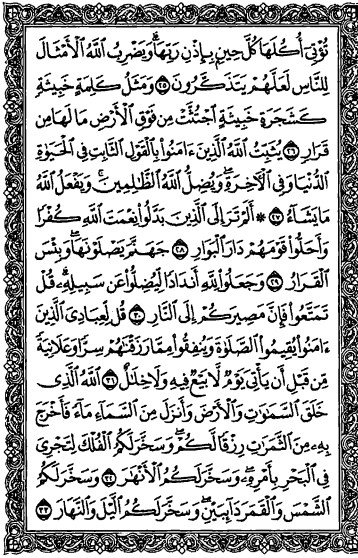 تُؤْتِىٓ أُكُلَهَا كُلَّ حِينٍۭ بِإِذْنِ رَبِّهَا ۗ وَيَضْرِبُ ٱللَّهُ ٱلْأَمْثَالَ
لِلنَّاسِ لَعَلَّهُمْ يَتَذَكَّرُونَ ٢٥ وَمَثَلُ كَلِمَةٍ خَبِيثَةٍ
كَشَجَرَةٍ خَبِيثَةٍ ٱجْتُثَّتْ مِن فَوْقِ ٱلْأَرْضِ مَا لَهَا مِن
قَرَارٍ ٢٦ يُثَبِّتُ ٱللَّهُ ٱلَّذِينَ ءَامَنُوا۟ بِٱلْقَوْلِ ٱلثَّابِتِ فِى ٱلْحَيَوٰةِ
ٱلدُّنْيَا وَفِى ٱلْءَاخِرَةِ ۖ وَيُضِلُّ ٱللَّهُ ٱلظَّٰلِمِينَ ۚ وَيَفْعَلُ ٱللَّهُ
مَا يَشَآءُ ٢٧ ۞ أَلَمْ تَرَ إِلَى ٱلَّذِينَ بَدَّلُوا۟ نِعْمَتَ ٱللَّهِ كُفْرًا
وَأَحَلُّوا۟ قَوْمَهُمْ دَارَ ٱلْبَوَارِ ٢٨ جَهَنَّمَ يَصْلَوْنَهَا ۖ وَبِئْسَ
ٱلْقَرَارُ ٢٩ وَجَعَلُوا۟ لِلَّهِ أَندَادًا لِّيُضِلُّوا۟ عَن سَبِيلِهِۦ ۗ قُلْ
تَمَتَّعُوا۟ فَإِنَّ مَصِيرَكُمْ إِلَى ٱلنَّارِ ٣٠ قُل لِّعِبَادِىَ ٱلَّذِينَ
ءَامَنُوا۟ يُقِيمُوا۟ ٱلصَّلَوٰةَ وَيُنفِقُوا۟ مِمَّا رَزَقْنَٰهُمْ سِرًّا وَعَلَانِيَةً
مِّن قَبْلِ أَن يَأْتِىَ يَوْمٌ لَّا بَيْعٌ فِيهِ وَلَا خِلَٰلٌ ٣١ ٱللَّهُ ٱلَّذِى
خَلَقَ ٱلسَّمَٰوَٰتِ وَٱلْأَرْضَ وَأَنزَلَ مِنَ ٱلسَّمَآءِ مَآءً فَأَخْرَجَ
بِهِۦ مِنَ ٱلثَّمَرَٰتِ رِزْقًا لَّكُمْ ۖ وَسَخَّرَ لَكُمُ ٱلْفُلْكَ لِتَجْرِىَ
فِى ٱلْبَحْرِ بِأَمْرِهِۦ ۖ وَسَخَّرَ لَكُمُ ٱلْأَنْهَٰرَ ٣٢ وَسَخَّرَ لَكُمُ
ٱلشَّمْسَ وَٱلْقَمَرَ دَآئِبَيْنِ ۖ وَسَخَّرَ لَكُمُ ٱلَّيْلَ وَٱلنَّهَارَ ٣٣